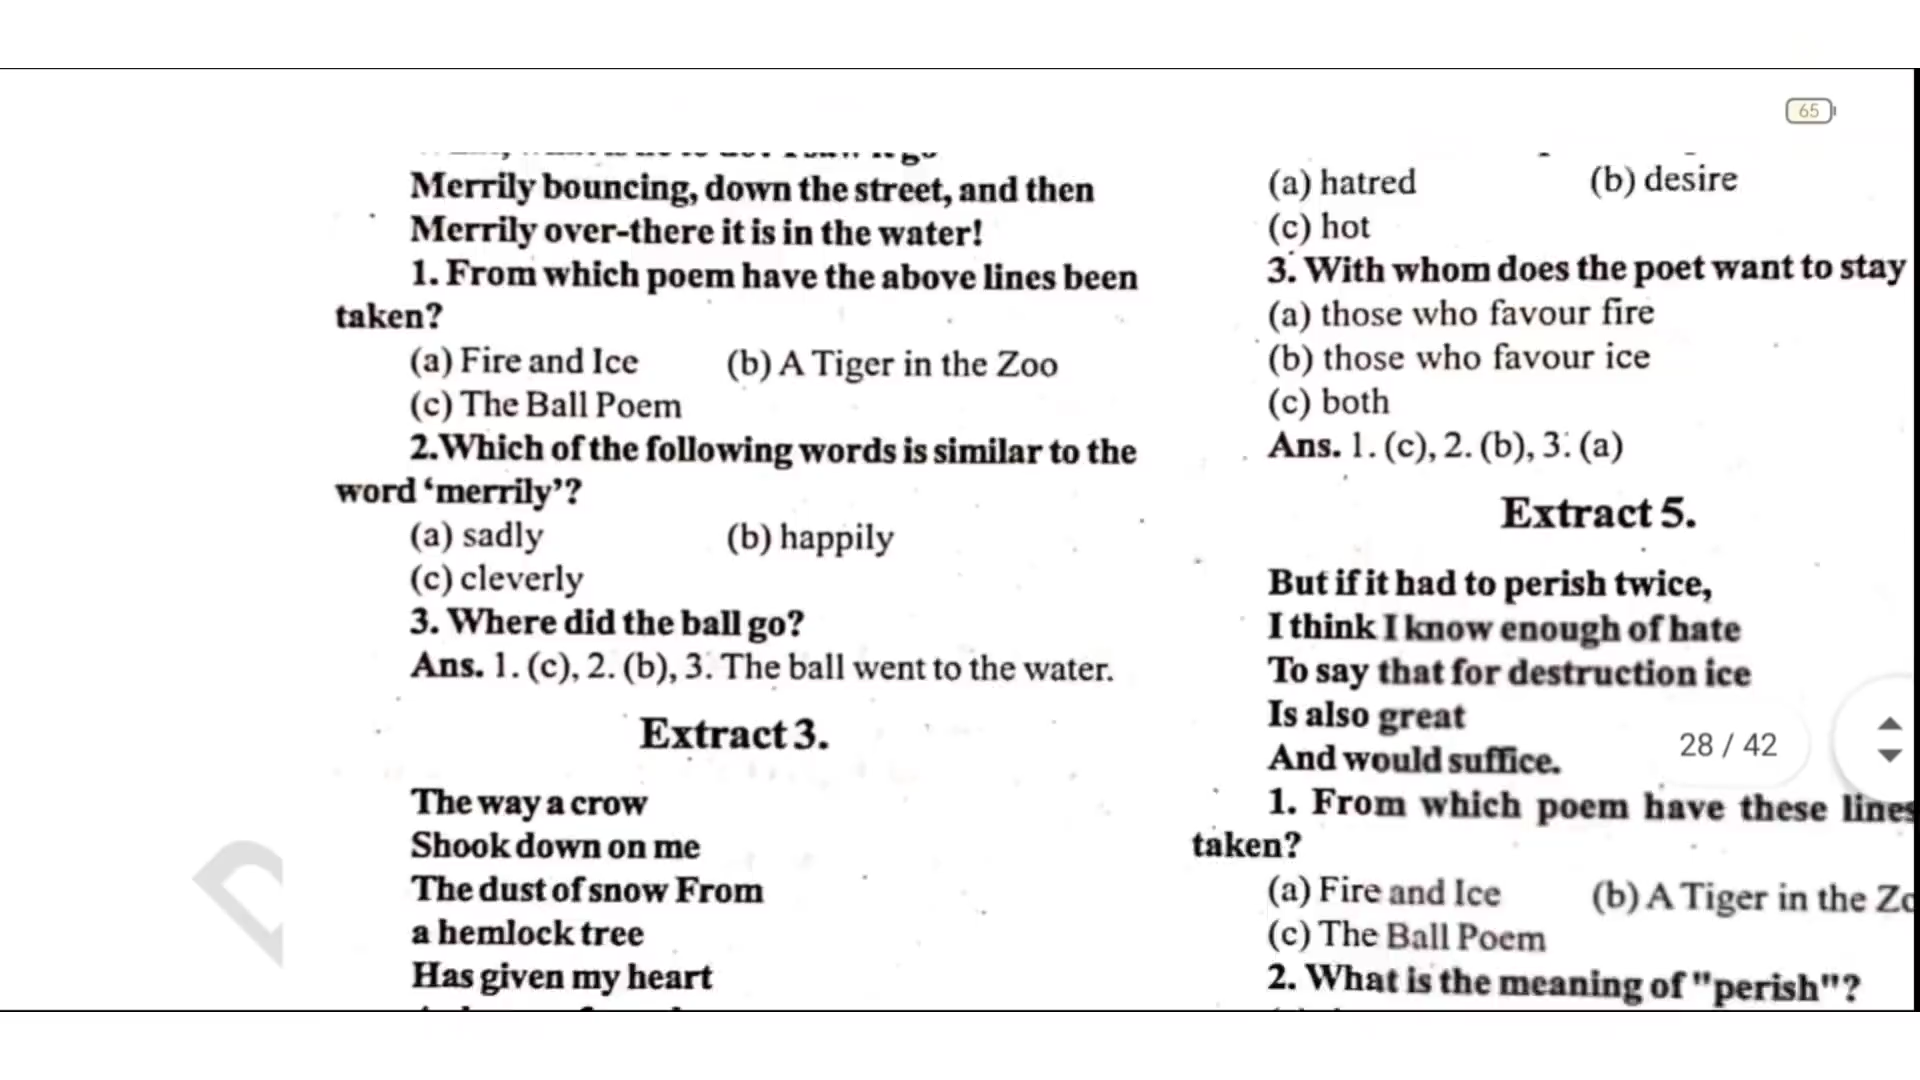 65
Merrily bouncing, down the street, and then
Merrily over-there it is in the water!
1. From which poem have the above lines been
taken?
(a) Fire and Ice (b) A Tiger in the Zoo
(c) The Ball Poem
2.Which of the following words is similar to the
word ‘merrily’?
(a) sadly (b) happily
(c) cleverly
3. Where did the ball go?
Ans. 1. (c), 2. (b), 3. The ball went to the water.
Extract 3.
The way a crow
Shook down on me
The dust of snow From
a hemlock tree
Has given my heart
(a) hatred (b) desire
(c) hot
3. With whom does the poet want to stay
(a) those who favour fire
(b) those who favour ice
(c) both
Ans. 1. (c), 2. (b), 3. (a)
Extract 5.
But if it had to perish twice,
I think I know enough of hate
To say that for destruction ice
Is also great
And would suffice.
28 / 42
1. From which poem have these lines
taken?
(a) Fire and Ice (b) A Tiger in the
(c) The Ball Poem
2. What is the meaning of "perish"?